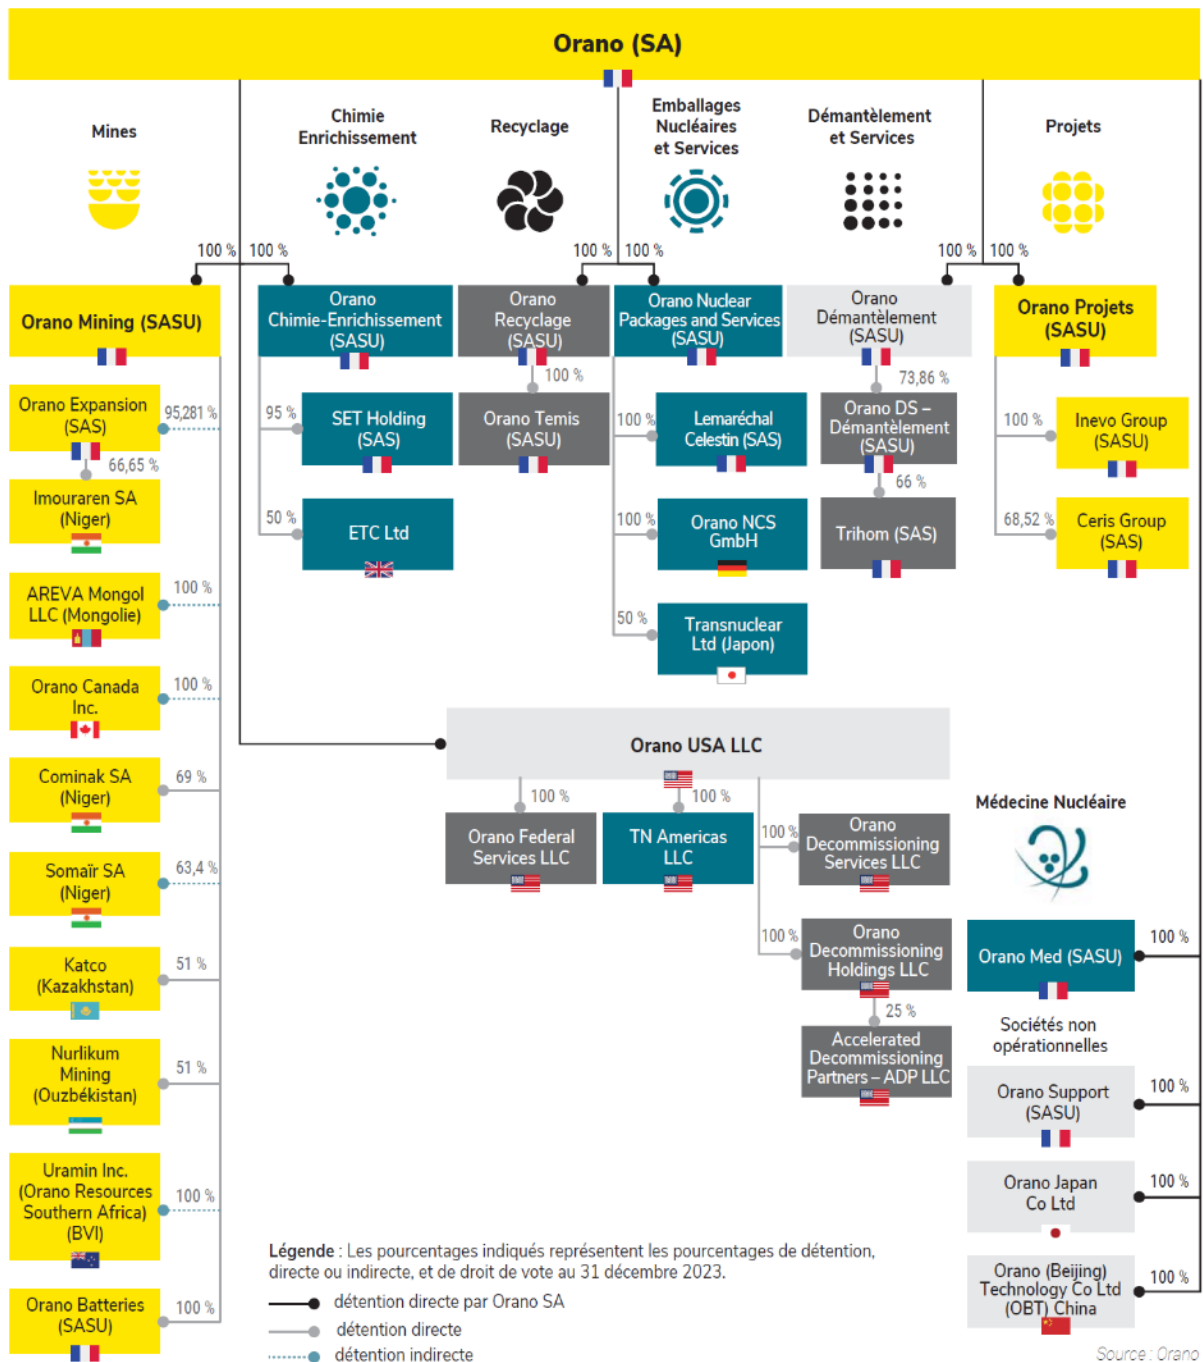 Orano (SA)
Mines
Chimie
Enrichissement
Recyclage
Emballages
Nucléaires
et Services
Démantèlement
et Services
Projets
100 %
100 %
100 %
100 %
100 %
100 %
Orano Mining (SASU)
Orano
Chimie-Enrichissement
(SASU)
Orano
Recyclage
(SASU)
Orano Nuclear
Packages and Services
(SASU)
Orano
Démantèlement
(SASU)
Orano Projets
(SASU)
Orano Expansion
(SAS)
95,281 %
66,65 %
Imouraren SA
(Niger)
AREVA Mongol
LLC (Mongolie)
100 %
Orano Canada
Inc.
100 %
Cominak SA
(Niger)
69 %
Somaïr SA
(Niger)
63,4 %
Katco
(Kazakhstan)
51 %
Nurlikum
Mining
(Ouzbékistan)
51 %
Uramin Inc.
(Orano Resources
Southern Africa)
(BVI)
100 %
Orano Batteries
(SASU)
100 %
95 %
SET Holding
(SAS)
50 %
ETC Ltd
100 %
Orano Temis
(SASU)
100 %
Lemaréchal
Celestin (SAS)
100 %
Orano NCS
GmbH
50 %
Transnuclear
Ltd (Japon)
73,86 %
Orano DS –
Démantèlement
(SASU)
66 %
Trihom (SAS)
100 %
Inevo Group
(SASU)
68,52 %
Ceris Group
(SAS)
Orano USA LLC
100 %
Orano Federal
Services LLC
100 %
TN Americas
LLC
100 %
Orano
Decommissioning
Services LLC
100 %
Orano
Decommissioning
Holdings LLC
25 %
Accelerated
Decommissioning
Partners – ADP LLC
Médecine Nucléaire
Orano Med (SASU)
100 %
Sociétés non
opérationnelles
Orano Support
(SASU)
100 %
Orano Japan
Co Ltd
100 %
Orano (Beijing)
Technology Co Ltd
(OBT) China
100 %
Légende : Les pourcentages indiqués représentent les pourcentages de détention,
directe ou indirecte, et de droit de vote au 31 décembre 2023.
détention directe par Orano SA
détention directe
détention indirecte
Source : Orano